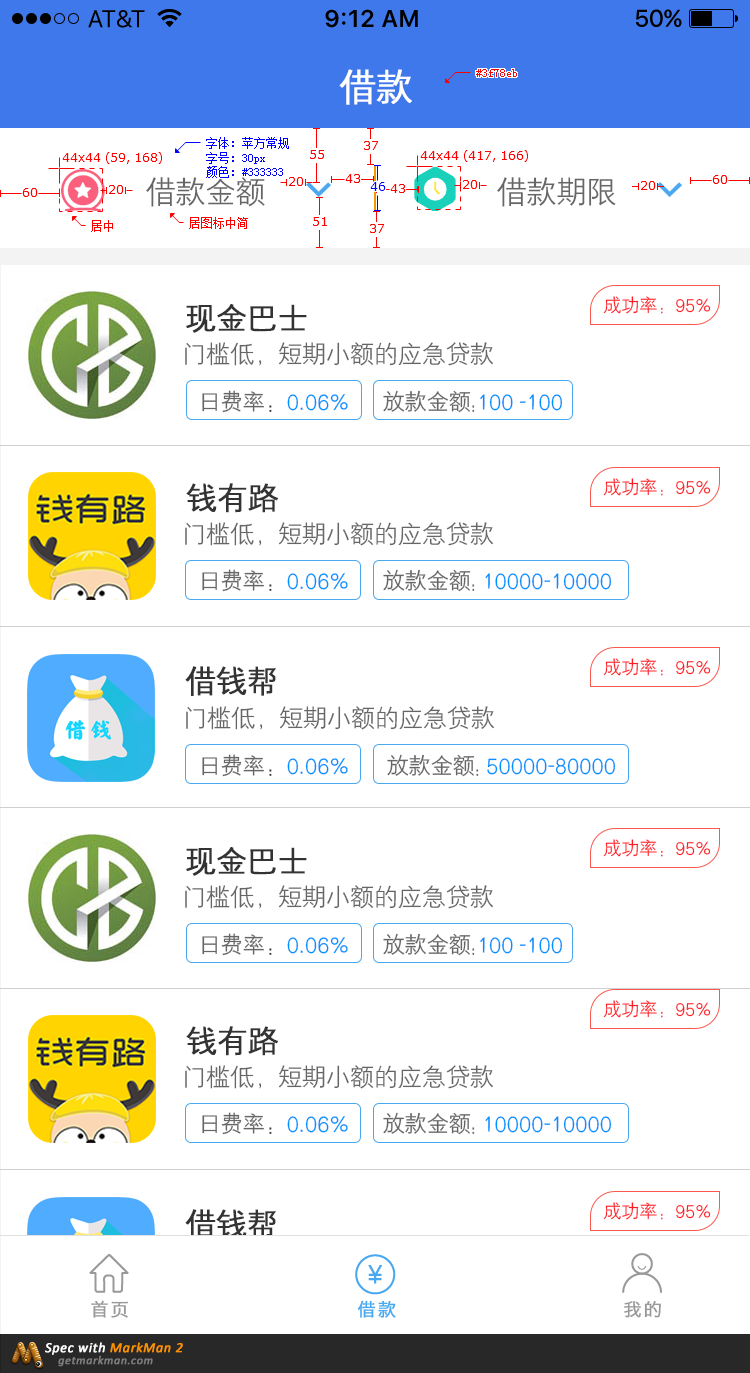 AT&T 9:12 AM 50%
借款
#3f78eb
字体：苹方常规
字号：30px
颜色：#333333
44x44 (59, 168)
55
37
44x44 (417, 166)
60
20
借款金额
20
43
46
43
20
借款期限
20
60
居中
居图标中简
51
37
现金巴士
成功率：95%
门槛低，短期小额的应急贷款
日费率：0.06% 放款金额:100 -100
钱有路
钱有路
成功率：95%
门槛低，短期小额的应急贷款
日费率：0.06% 放款金额: 10000-10000
借钱
借钱帮
成功率：95%
门槛低，短期小额的应急贷款
日费率：0.06% 放款金额: 50000-80000
现金巴士
成功率：95%
门槛低，短期小额的应急贷款
日费率：0.06% 放款金额:100 -100
钱有路
钱有路
成功率：95%
门槛低，短期小额的应急贷款
日费率：0.06% 放款金额: 10000-10000
借钱帮
成功率：95%
首页 借款 我的
Spec with MarkMan 2
getmarkman.com